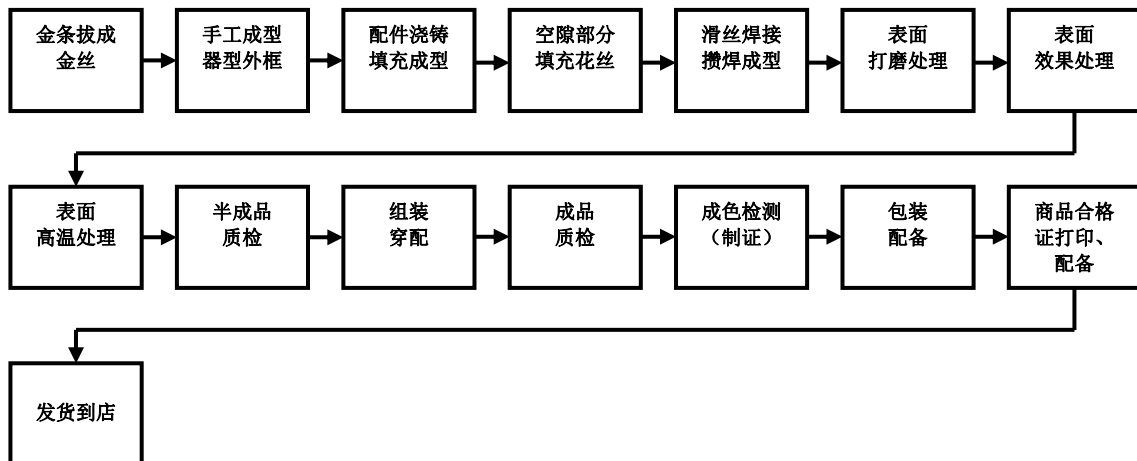 金条拔成
金丝
手工成型
器型外框
配件浇铸
填充成型
空隙部分
填充花丝
滑丝焊接
攒焊成型
表面
打磨处理
表面
效果处理
表面
高温处理
半成品
质检
组装
穿配
成品
质检
成色检测
（制证）
包装
配备
商品合格
证打印、
配备
发货到店